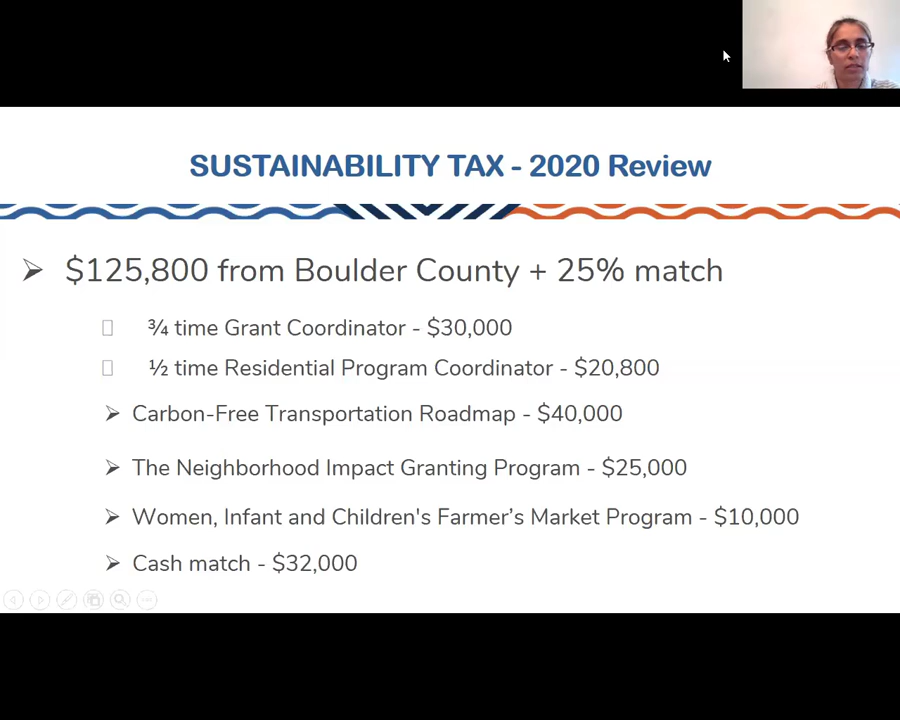 SUSTAINABILITY TAX - 2020 Review
$125,800 from Boulder County + 25% match
¾ time Grant Coordinator - $30,000
½ time Residential Program Coordinator - $20,800
Carbon-Free Transportation Roadmap - $40,000
The Neighborhood Impact Granting Program - $25,000
Women, Infant and Children's Farmer’s Market Program - $10,000
Cash match - $32,000